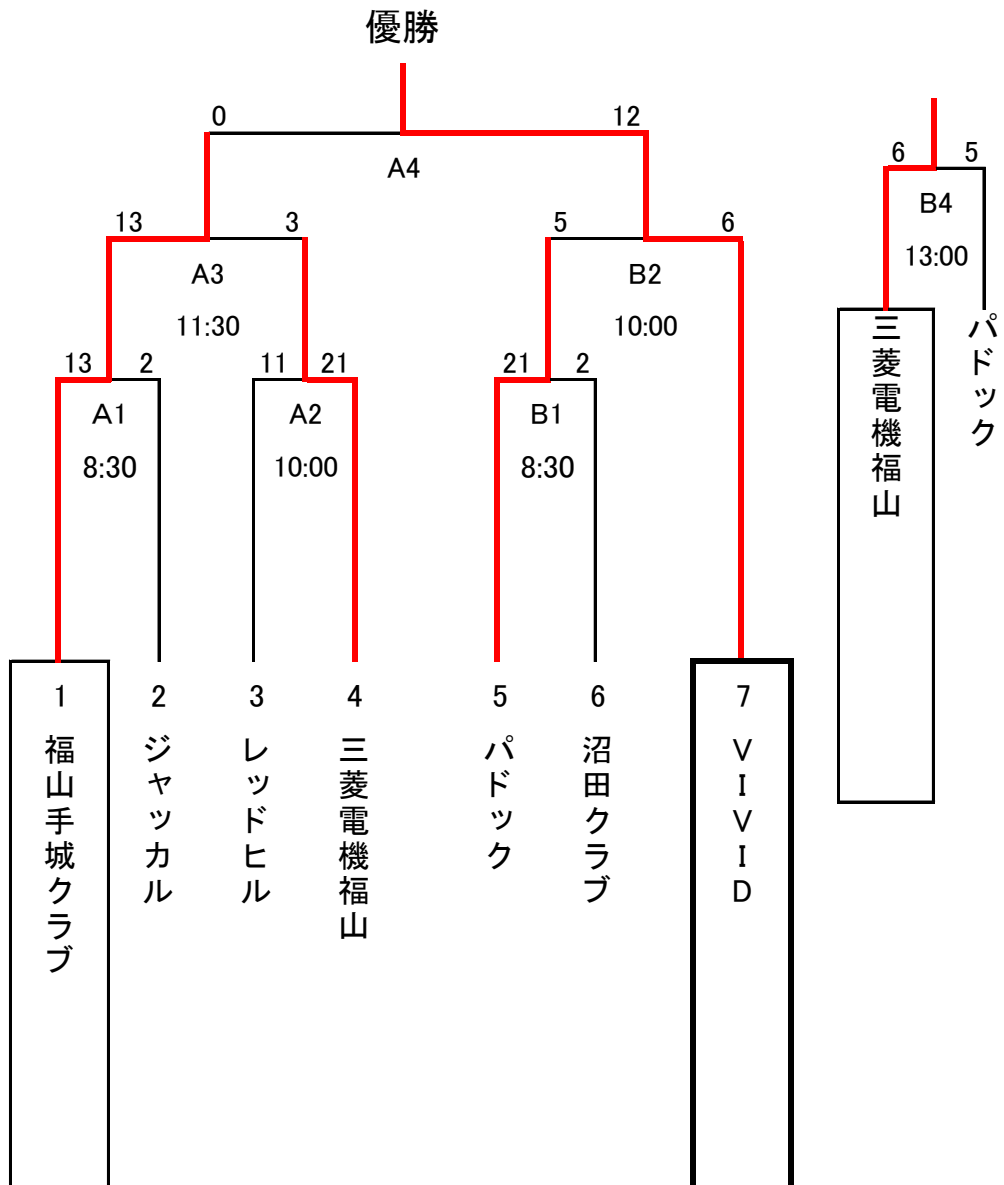 優勝
0 12
A4
6 5
B4
13:00
13 3
A3
11:30
5 6
B2
10:00
13 2
A1
8:30
11 21
A2
10:00
21 2
B1
8:30
三菱電機福山
パドック
1
福山手城クラブ
2
ジャッカル
3
レッドヒル
4
三菱電機福山
5
パドック
6
沼田クラブ
7
VIVID